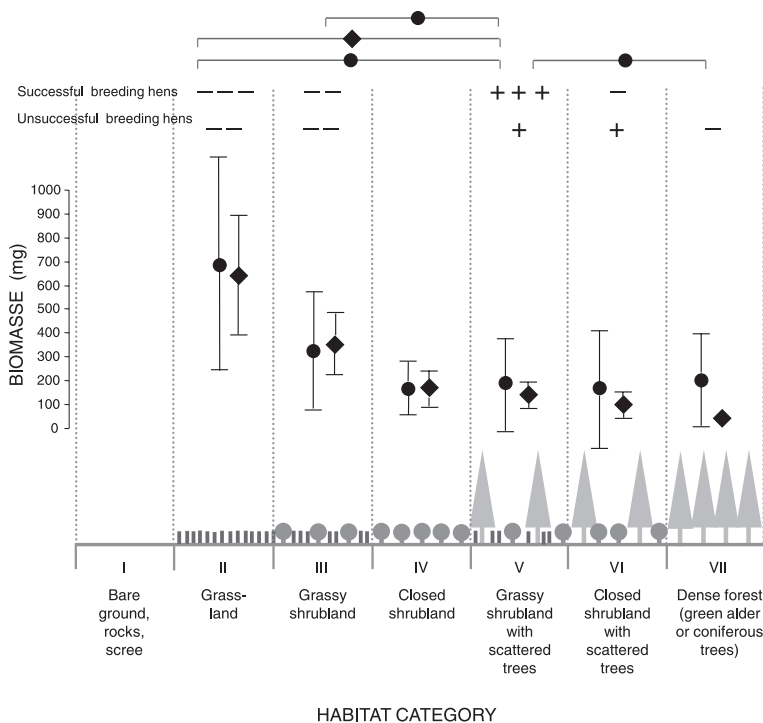 Successful breeding hens — — — — — + + + —
Unsuccessful breeding hens — — — — + + —
BIOMASSE (mg)
1000
900
800
700
600
500
400
300
200
100
0
I II III IV V VI VII
Bare ground, rocks, scree
Grass-land
Grassy shrubland
Closed shrubland
Grassy shrubland with scattered trees
Closed shrubland with scattered trees
Dense forest (green alder or coniferous trees)
HABITAT CATEGORY